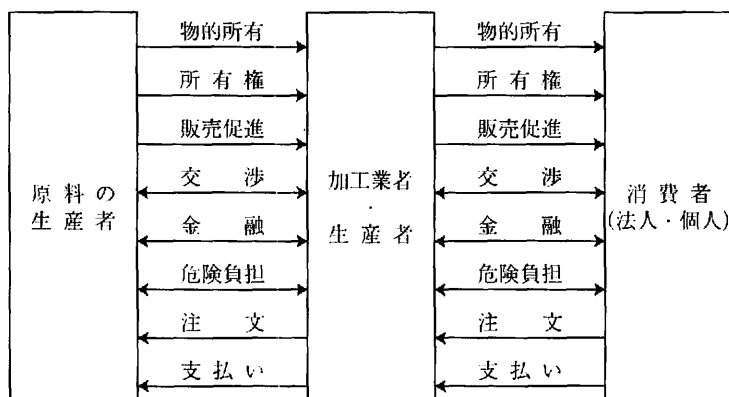 原料の
生産者
物的所有
所有権
販売促進
交渉
金融
危険負担
注文
支払い
加工業者
・
生産者
物的所有
所有権
販売促進
交渉
金融
危険負担
注文
支払い
消費者
(法人・個人)